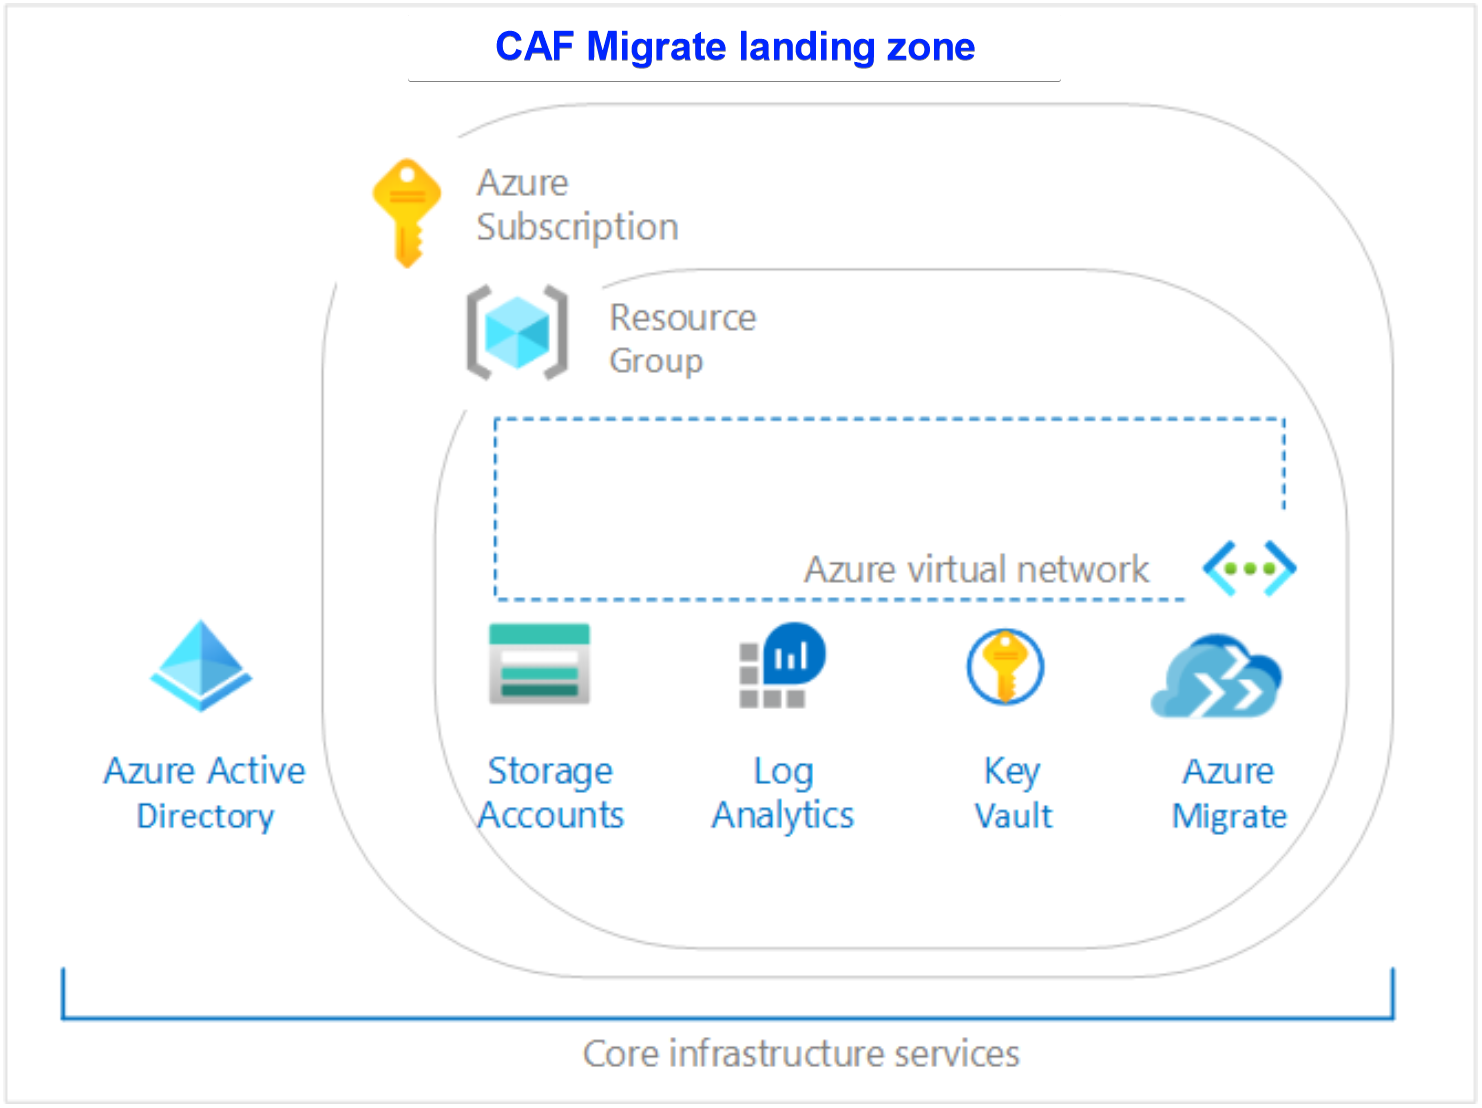 CAF Migrate landing zone
Azure
Subscription
Resource
Group
Azure virtual network
Azure Active
Directory
Storage
Accounts
Log
Analytics
Key
Vault
Azure
Migrate
Core infrastructure services